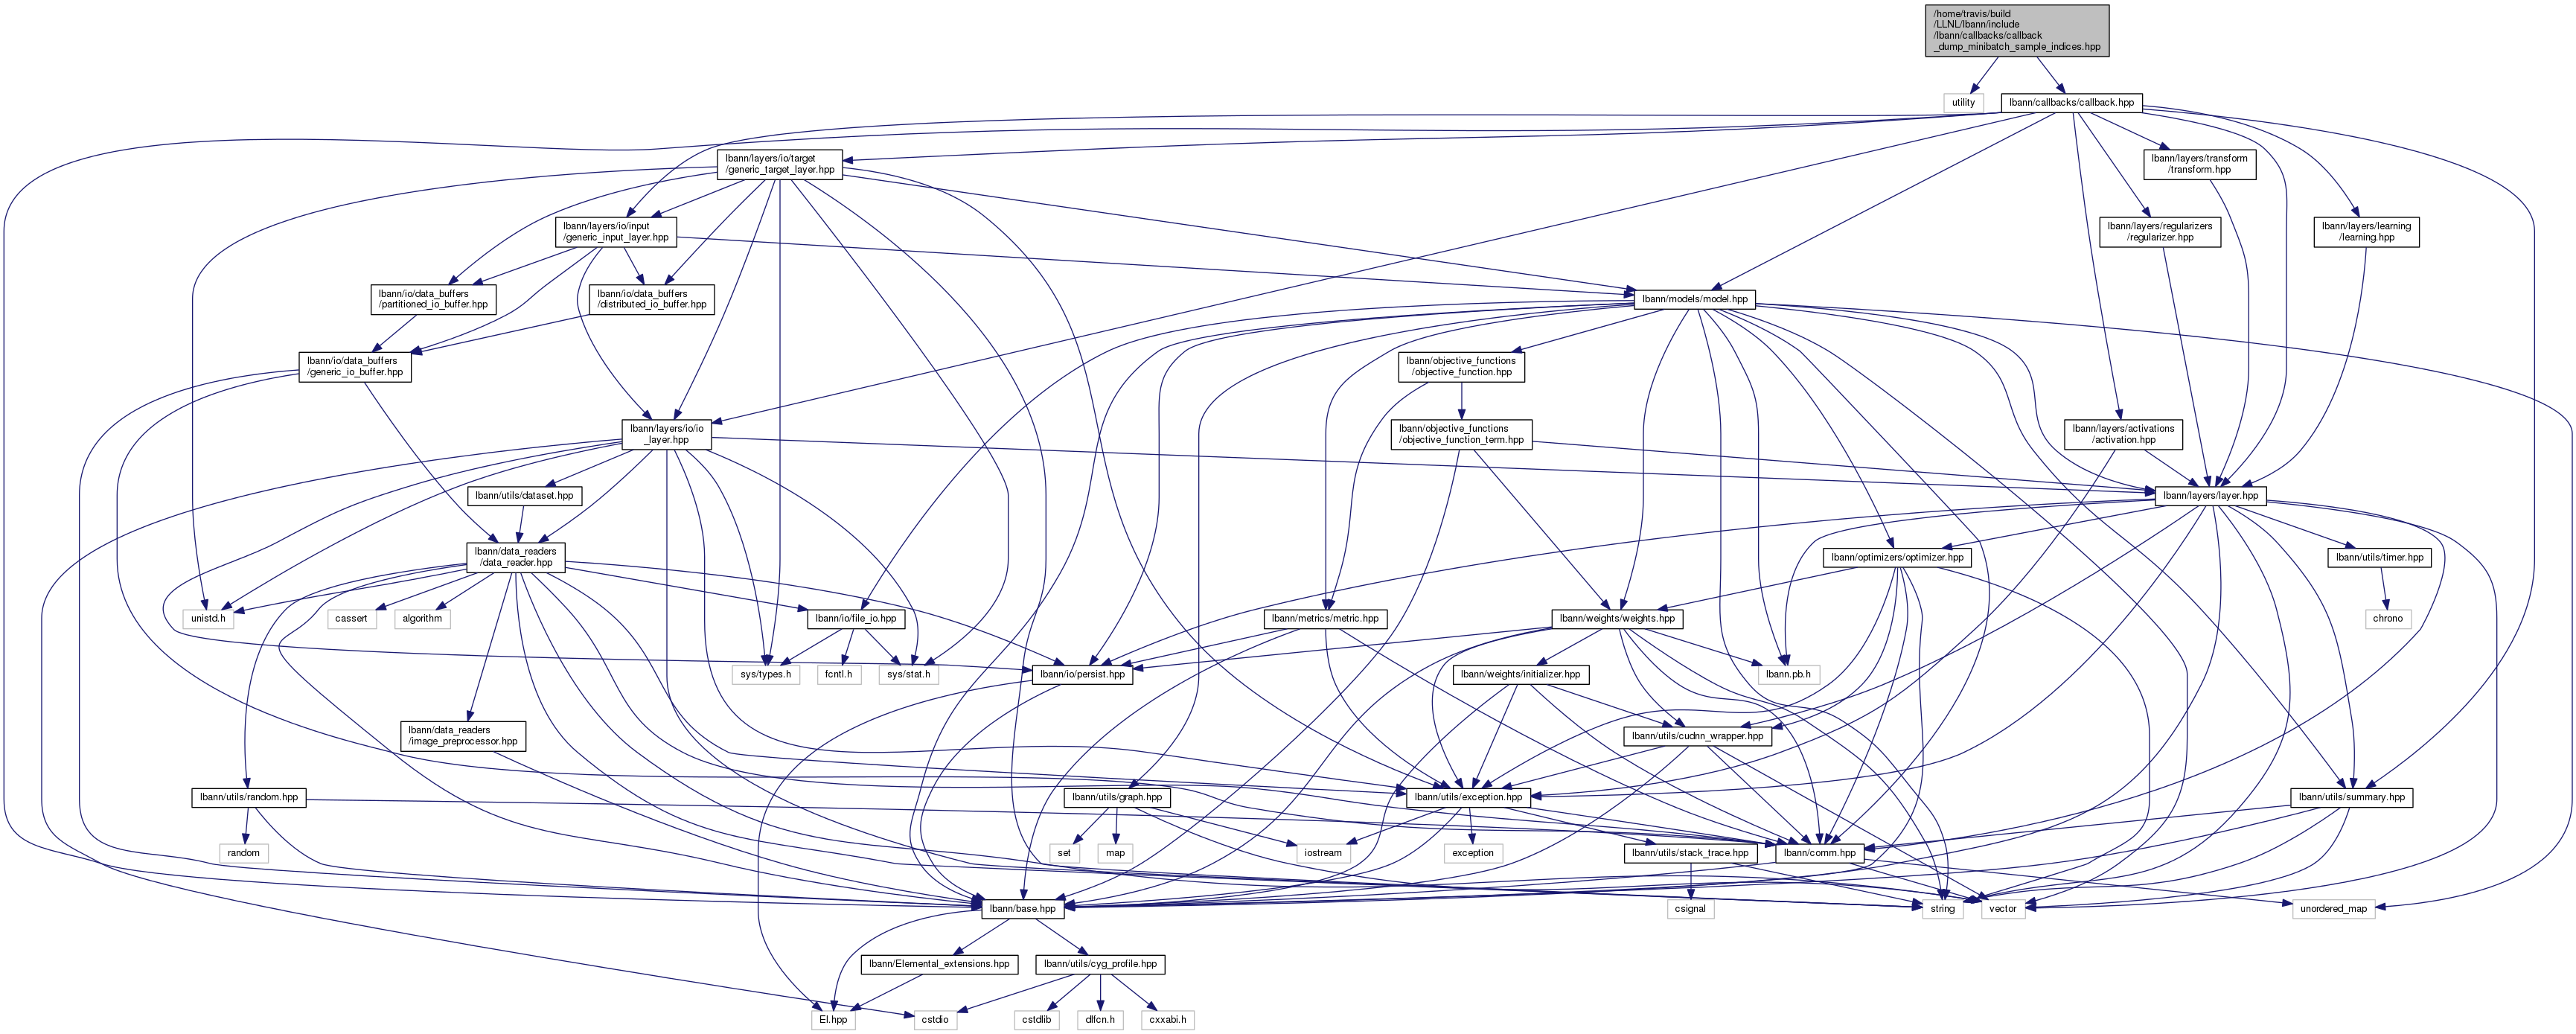 /home/travis/build
/LLNL/lbann/include
/lbann/callbacks/callback
_dump_minibatch_sample_indices.hpp
utility
lbann/callbacks/callback.hpp
lbann/layers/io/target
/generic_target_layer.hpp
lbann/layers/transform
/transform.hpp
lbann/layers/io/input
/generic_input_layer.hpp
lbann/layers/regularizers
/regularizer.hpp
lbann/layers/learning
/learning.hpp
lbann/io/data_buffers
/partitioned_io_buffer.hpp
lbann/io/data_buffers
/distributed_io_buffer.hpp
lbann/models/model.hpp
lbann/io/data_buffers
/generic_io_buffer.hpp
lbann/objective_functions
/objective_function.hpp
lbann/layers/io/io
_layer.hpp
lbann/objective_functions
/objective_function_term.hpp
lbann/layers/activations
/activation.hpp
lbann/utils/dataset.hpp
lbann/layers/layer.hpp
lbann/data_readers
/data_reader.hpp
lbann/optimizers/optimizer.hpp
lbann/utils/timer.hpp
unistd.h
cassert
algorithm
lbann/io/file_io.hpp
lbann/metrics/metric.hpp
lbann/weights/weights.hpp
chrono
sys/types.h
fcntl.h
sys/stat.h
lbann/io/persist.hpp
lbann/weights/initializer.hpp
lbann.pb.h
lbann/data_readers
/image_preprocessor.hpp
lbann/utils/cudnn_wrapper.hpp
lbann/utils/random.hpp
lbann/utils/graph.hpp
lbann/utils/exception.hpp
lbann/utils/summary.hpp
random
set
map
iostream
exception
lbann/utils/stack_trace.hpp
lbann/comm.hpp
lbann/base.hpp
csignal
string
vector
unordered_map
lbann/Elemental_extensions.hpp
lbann/utils/cyg_profile.hpp
El.hpp
cstdio
cstdlib
dlfcn.h
cxxabi.h